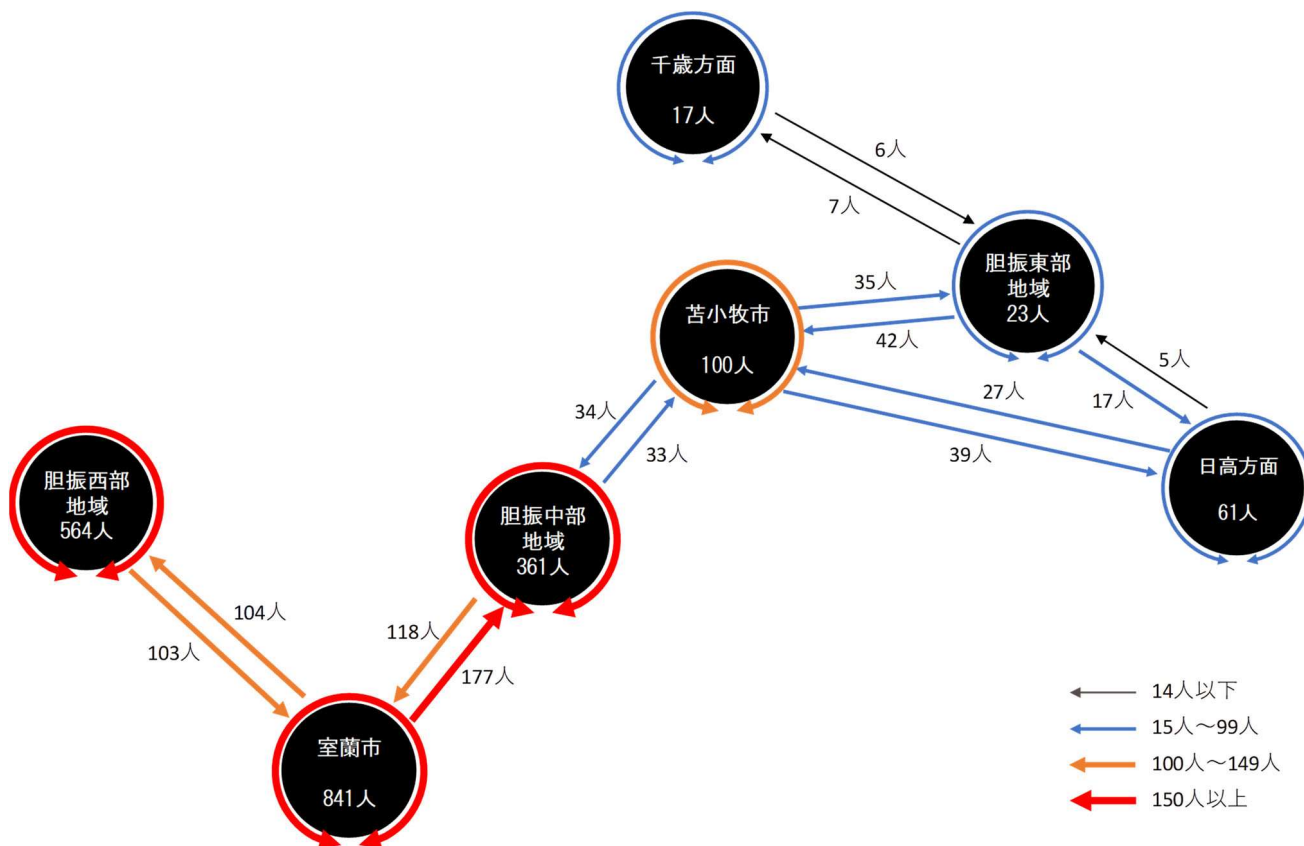 千歳方面
17人
6人
7人
胆振東部
地域
23人
35人
42人
苫小牧市
100人
5人
17人
27人
39人
日高方面
61人
34人
33人
胆振西部
地域
564人
胆振中部
地域
361人
104人
103人
118人
177人
室蘭市
841人
14人以下
15人～99人
100人～149人
150人以上